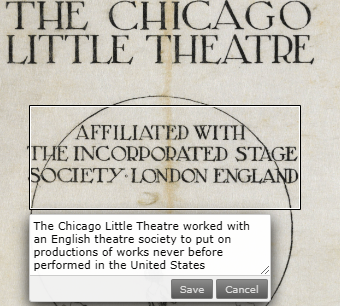 THE CHICAGO
LITTLE THEATRE
AFFILIATED WITH
THE INCORPORATED STAGE
SOCIETY · LONDON ENGLAND
The Chicago Little Theatre worked with
an English theatre society to put on
productions of works never before
performed in the United States
Save Cancel